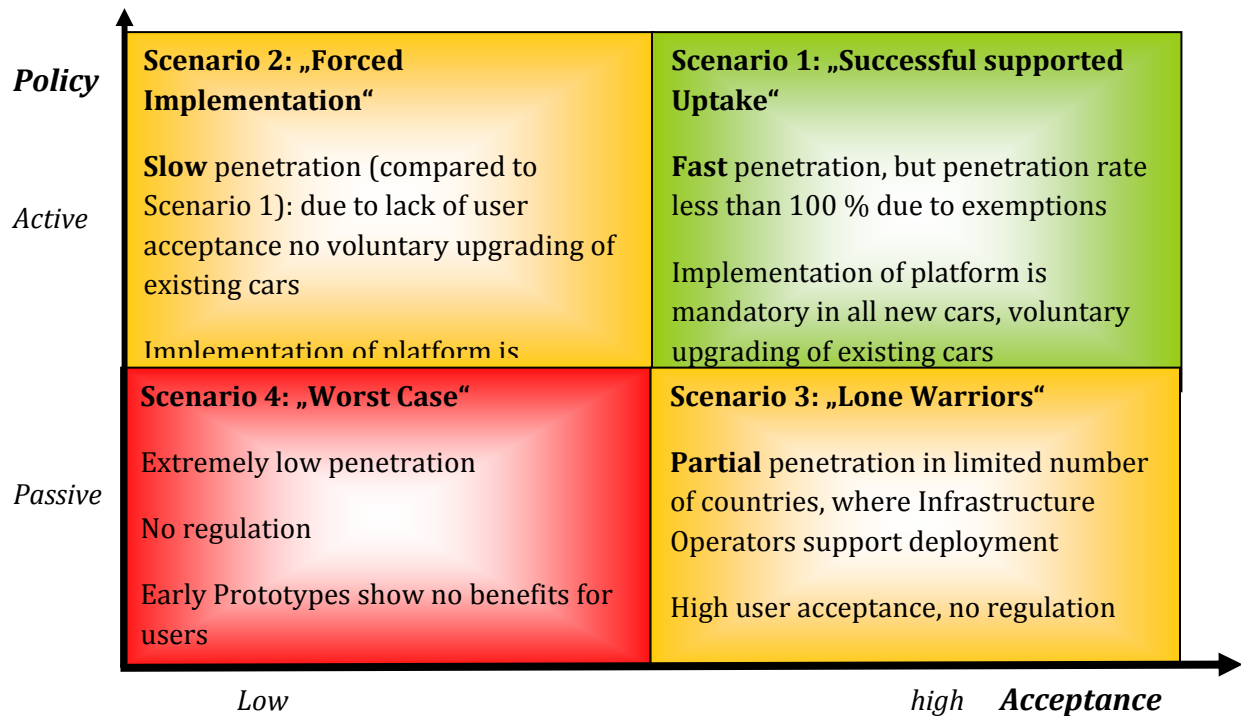 Policy
Active
Passive
Scenario 2: „Forced
Implementation“
Slow penetration (compared to
Scenario 1): due to lack of user
acceptance no voluntary upgrading of
existing cars
Implementation of platform is
Scenario 1: „Successful supported
Uptake“
Fast penetration, but penetration rate
less than 100 % due to exemptions
Implementation of platform is
mandatory in all new cars, voluntary
upgrading of existing cars
Scenario 4: „Worst Case“
Extremely low penetration
No regulation
Early Prototypes show no benefits for
users
Scenario 3: „Lone Warriors“
Partial penetration in limited number
of countries, where Infrastructure
Operators support deployment
High user acceptance, no regulation
Low
high Acceptance